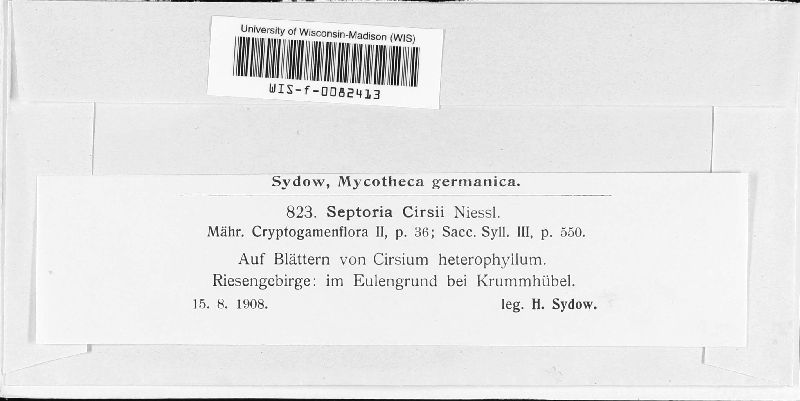 University of Wisconsin-Madison (WIS)
WIS-f-0082413
Sydow, Mycotheca germanica.
823. Septoria Cirsii Niessl.
Mähr. Cryptogamenflora II, p. 36; Sacc. Syll. III, p. 550.
Auf Blättern von Cirsium heterophyllum.
Riesengebirge: im Eulengrund bei Krummhübel.
15. 8. 1908. leg. H. Sydow.